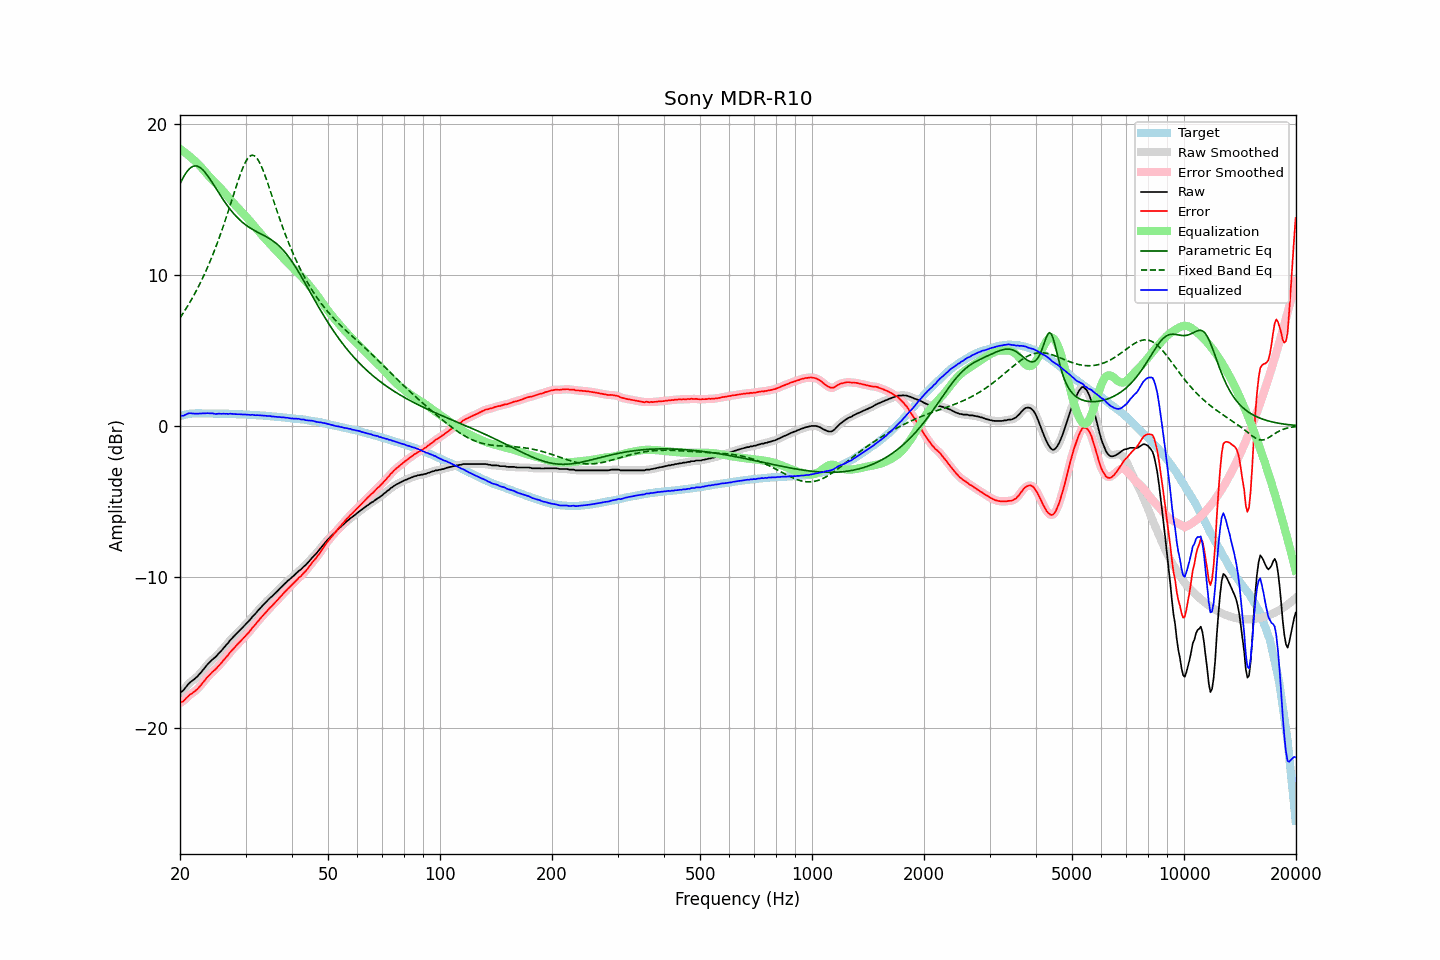 Sony MDR-R10
20
10
0
−10
−20
Amplitude (dBr)
Target
Raw Smoothed
Error Smoothed
Raw
Error
Equalization
Parametric Eq
Fixed Band Eq
Equalized
20 50 100 200 500 1000 2000 5000 10000 20000
Frequency (Hz)